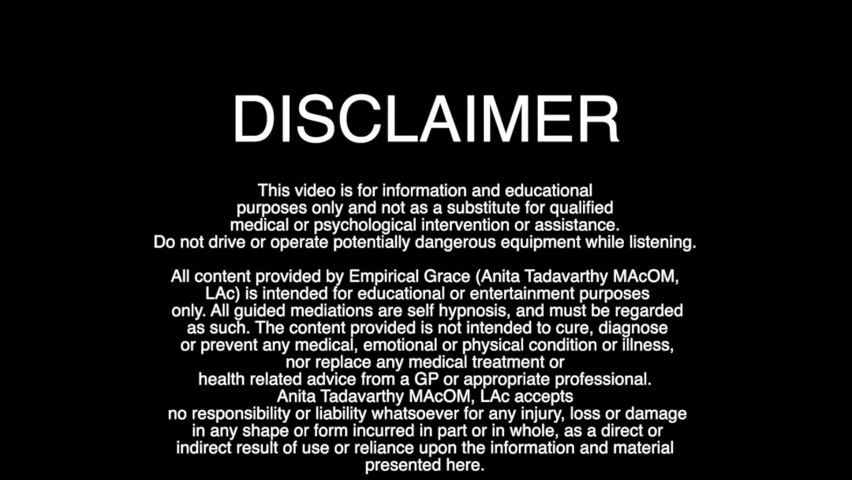 DISCLAIMER
This video is for information and educational
purposes only and not as a substitute for qualified
medical or psychological intervention or assistance.
Do not drive or operate potentially dangerous equipment while listening.
All content provided by Empirical Grace (Anita Tadavarthy MAcOM,
LAc) is intended for educational or entertainment purposes
only. All guided mediations are self hypnosis, and must be regarded
as such. The content provided is not intended to cure, diagnose
or prevent any medical, emotional or physical condition or illness,
nor replace any medical treatment or
health related advice from a GP or appropriate professional.
Anita Tadavarthy MAcOM, LAc accepts
no responsibility or liability whatsoever for any injury, loss or damage
in any shape or form incurred in part or in whole, as a direct or
indirect result of use or reliance upon the information and material
presented here.